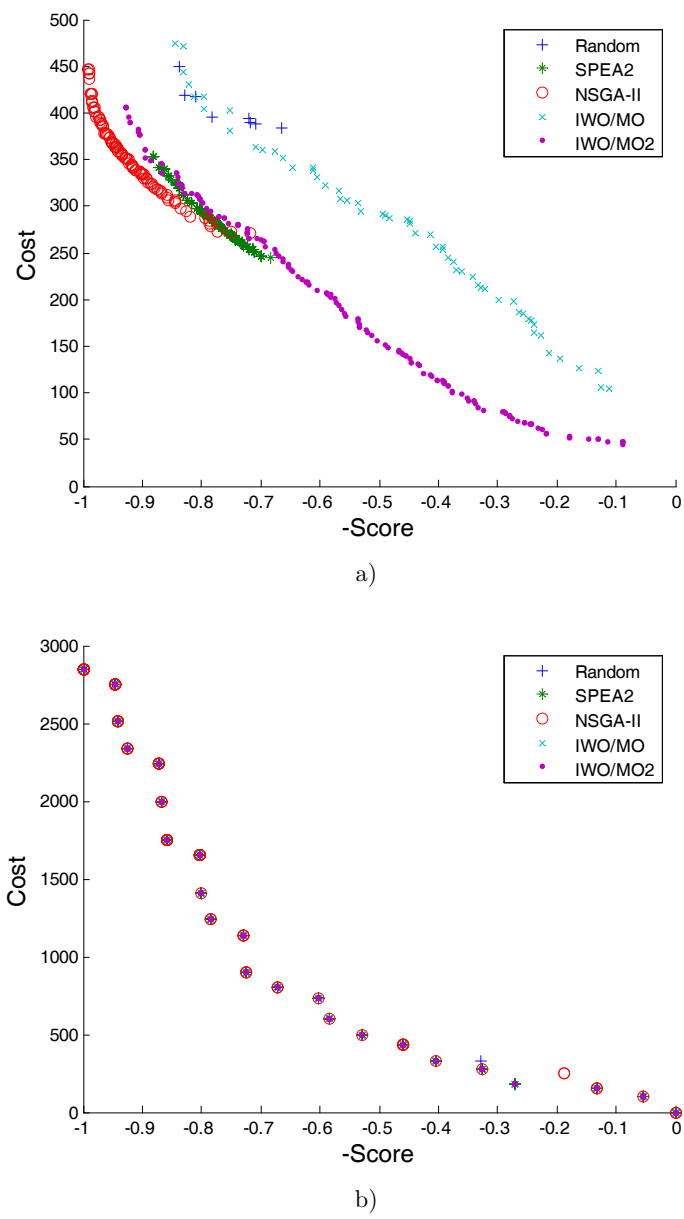 500
450
400
350
300
250
200
150
100
50
0
Cost
-1 -0.9 -0.8 -0.7 -0.6 -0.5 -0.4 -0.3 -0.2 -0.1 0
-Score
Random
SPEA2
NSGA-II
IWO/MO
IWO/MO2
a)
3000
2500
2000
1500
1000
500
0
Cost
-1 -0.9 -0.8 -0.7 -0.6 -0.5 -0.4 -0.3 -0.2 -0.1 0
-Score
Random
SPEA2
NSGA-II
IWO/MO
IWO/MO2
b)